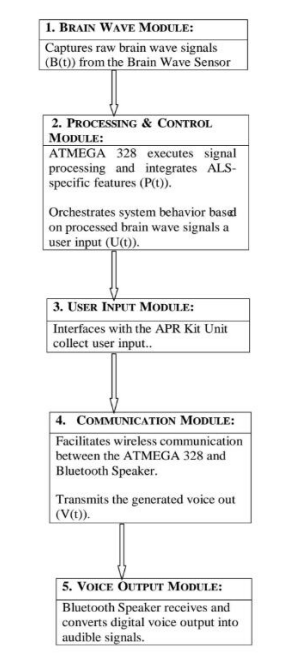 1. BRAIN WAVE MODULE:
Captures raw brain wave signals
(B(t)) from the Brain Wave Sensor
2. PROCESSING & CONTROL
MODULE:
ATMEGA 328 executes signal
processing and integrates ALS-
specific features (P(t)).
Orchestrates system behavior based
on processed brain wave signals a
user input (U(t)).
3. USER INPUT MODULE:
Interfaces with the APR Kit Unit
collect user input..
4. COMMUNICATION MODULE:
Facilitates wireless communication
between the ATMEGA 328 and
Bluetooth Speaker.
Transmits the generated voice out
(V(t)).
5. VOICE OUTPUT MODULE:
Bluetooth Speaker receives and
converts digital voice output into
audible signals.